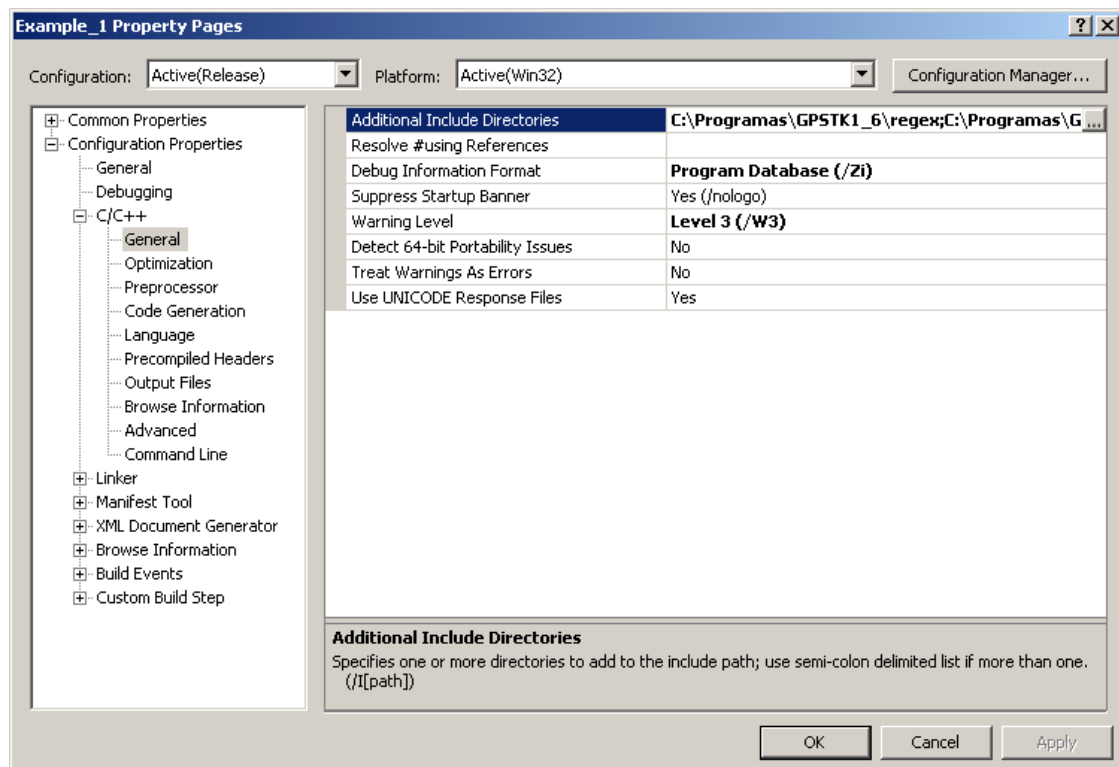 Example_1 Property Pages
Configuration: Active(Release) Platform: Active(Win32) Configuration Manager...
Common Properties
Configuration Properties
General
Debugging
C/C++
General
Optimization
Preprocessor
Code Generation
Language
Precompiled Headers
Output Files
Browse Information
Advanced
Command Line
Linker
Manifest Tool
XML Document Generator
Browse Information
Build Events
Custom Build Step
Additional Include Directories C:\Programas\GPSTK1_6\regex;C:\Programas\G ...
Resolve #using References
Debug Information Format Program Database (/Zi)
Suppress Startup Banner Yes (/nologo)
Warning Level Level 3 (/W3)
Detect 64-bit Portability Issues No
Treat Warnings As Errors No
Use UNICODE Response Files Yes
Additional Include Directories
Specifies one or more directories to add to the include path; use semi-colon delimited list if more than one.
(/I[path])
OK Cancel Apply